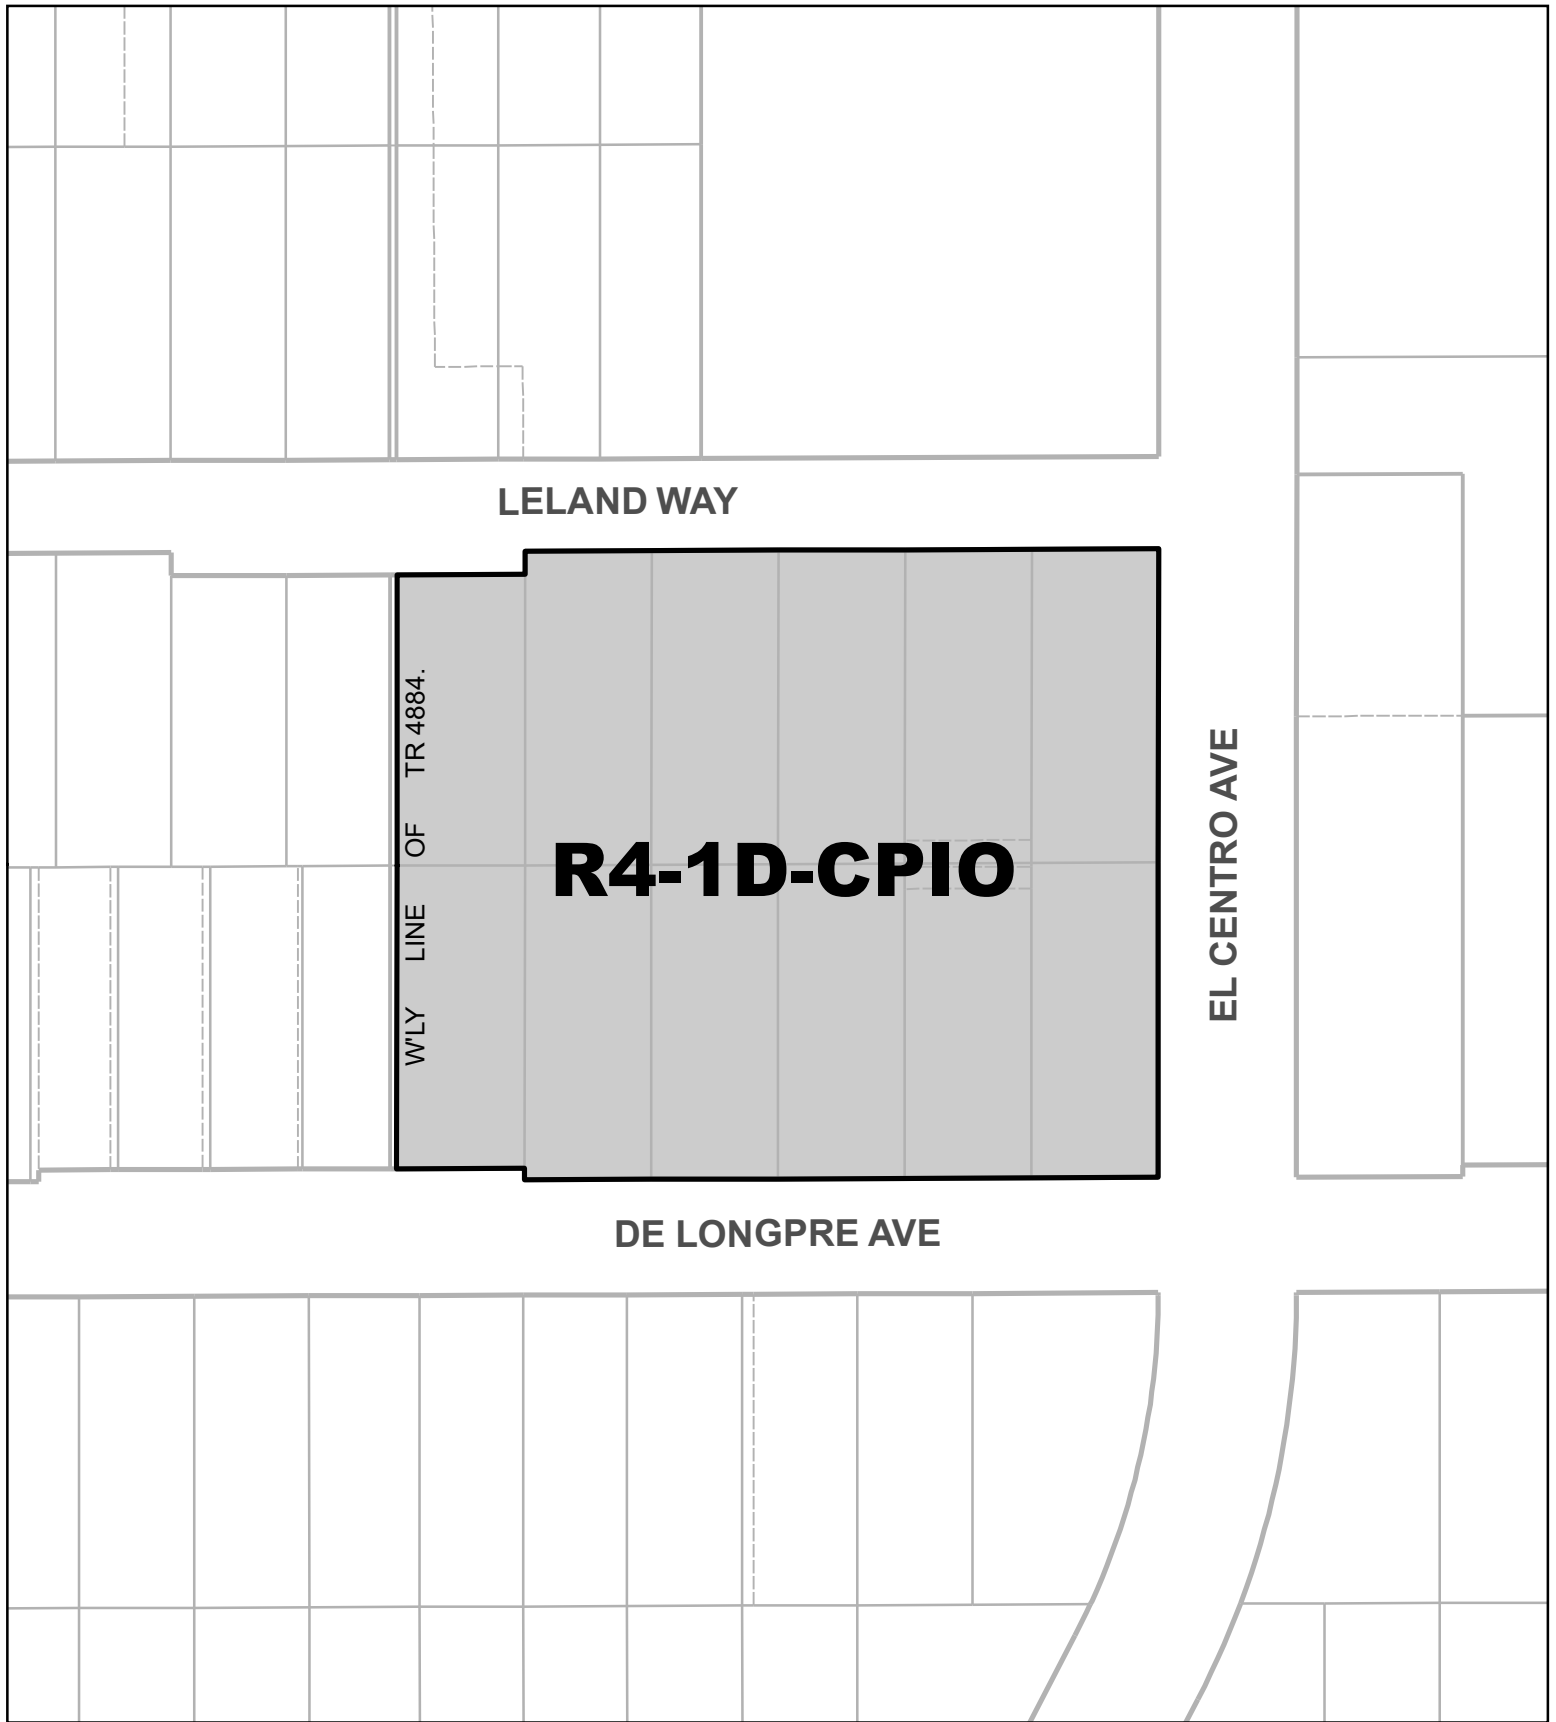 LELAND WAY
W'LY LINE OF TR 4884.
R4-1D-CPIO
EL CENTRO AVE
DE LONGPRE AVE